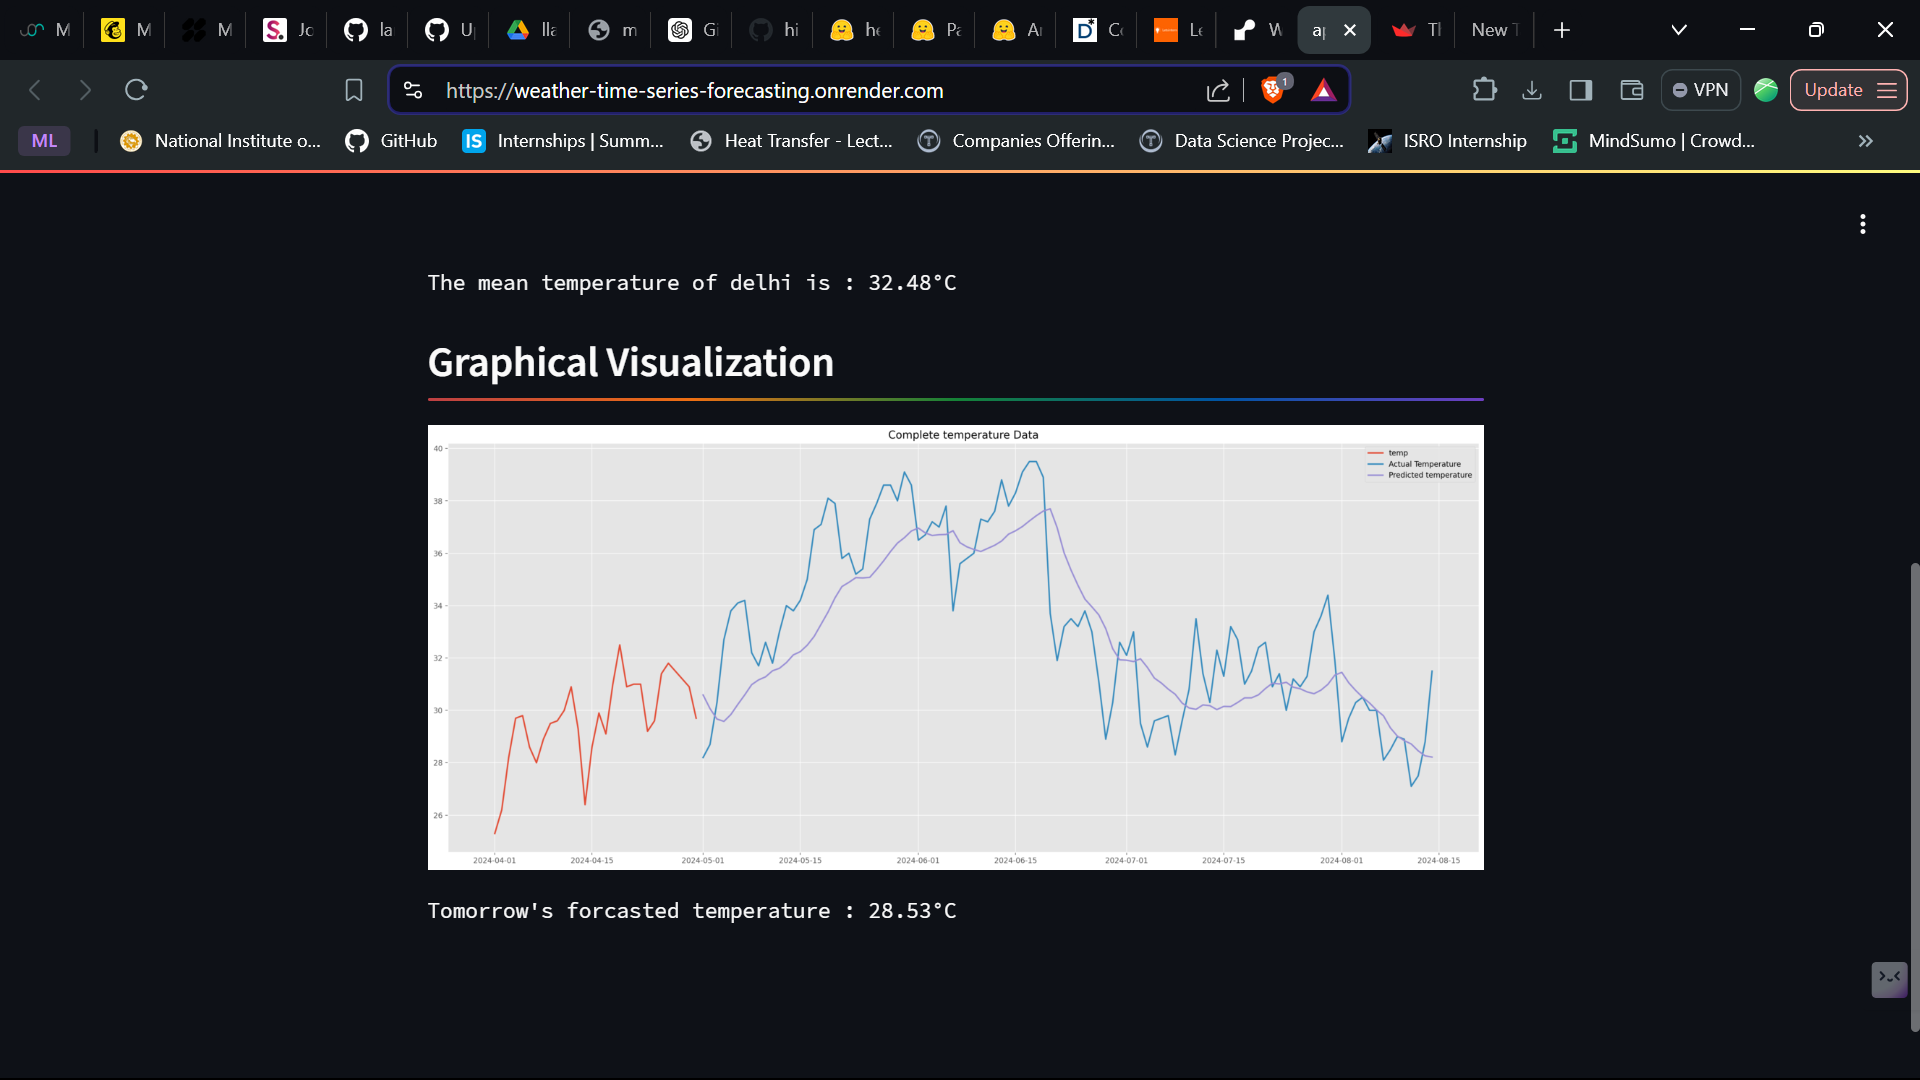 M
M
M
Jo
la
U
lla
m
Gi
hi
he
Pa
Ar
Co
Le
W
ap
Th
New T
https://weather-time-series-forecasting.onrender.com
1
VPN
Update
ML
National Institute o...
GitHub
IS
Internships | Summ...
Heat Transfer - Lect...
Companies Offerin...
Data Science Projec...
ISRO Internship
MindSumo | Crowd...
The mean temperature of delhi is : 32.48°C
Graphical Visualization
Complete temperature Data
temp
Actual Temperature
Predicted temperature
40
38
36
34
32
30
28
26
2024-04-01
2024-04-15
2024-05-01
2024-05-15
2024-06-01
2024-06-15
2024-07-01
2024-07-15
2024-08-01
2024-08-15
Tomorrow's forcasted temperature : 28.53°C